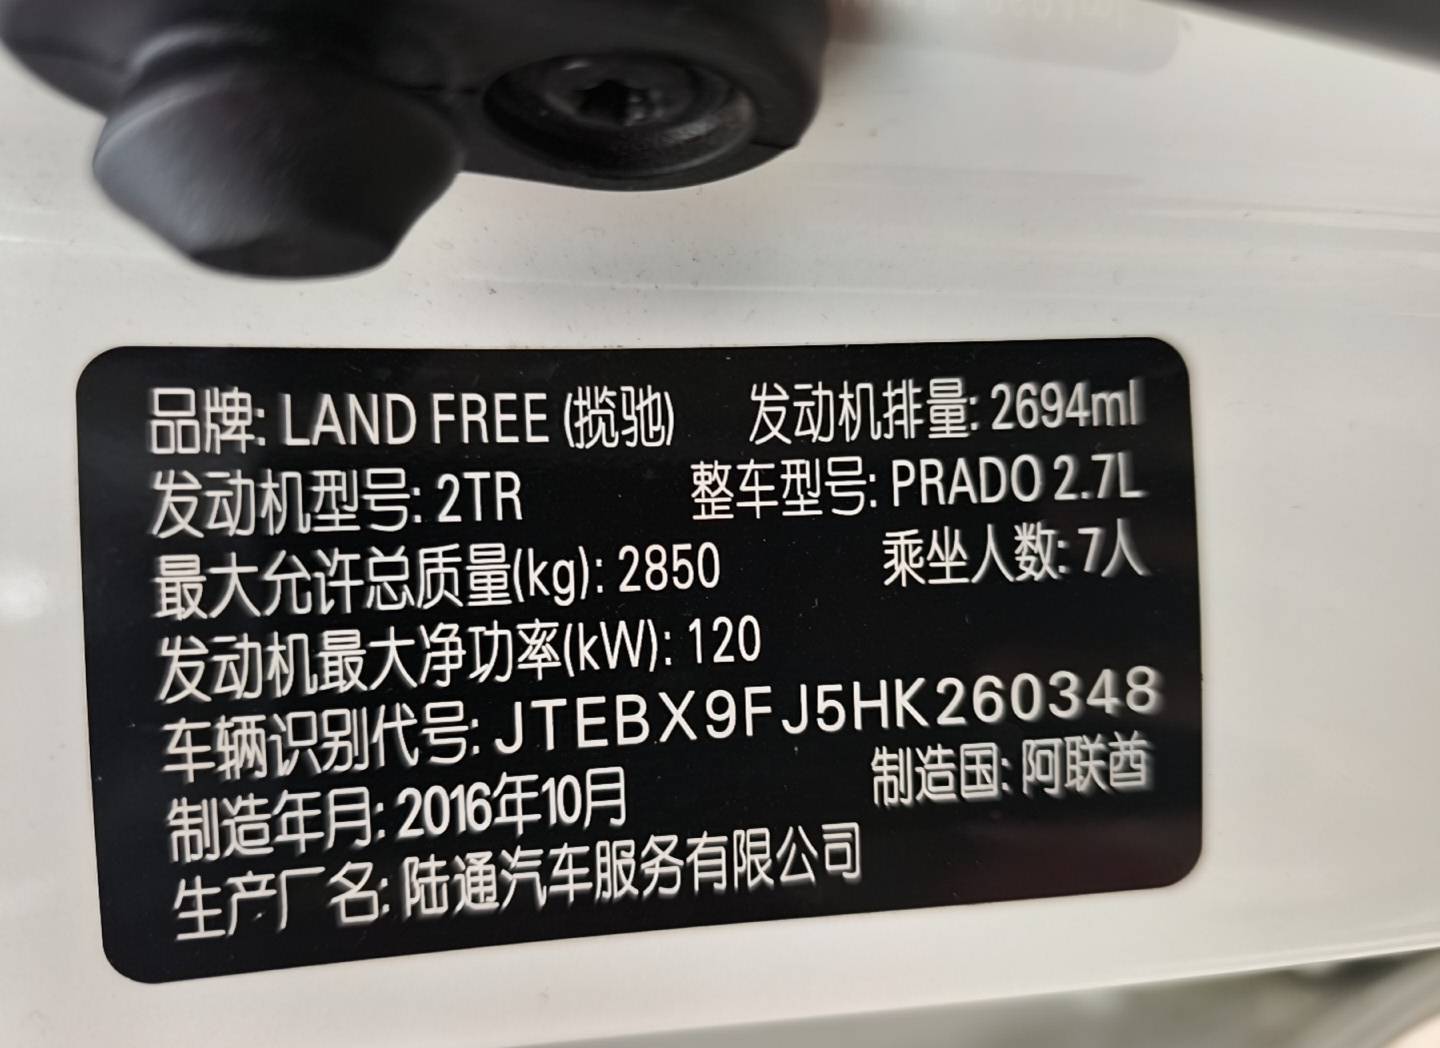 品牌: LAND FREE (揽驰) 发动机排量: 2694ml
发动机型号: 2TR 整车型号: PRADO 2.7L
最大允许总质量(kg): 2850 乘坐人数: 7人
发动机最大净功率(kW): 120
车辆识别代号: JTEBX9FJ5HK260348
制造年月: 2016年10月 制造国: 阿联酋
生产厂名: 陆通汽车服务有限公司